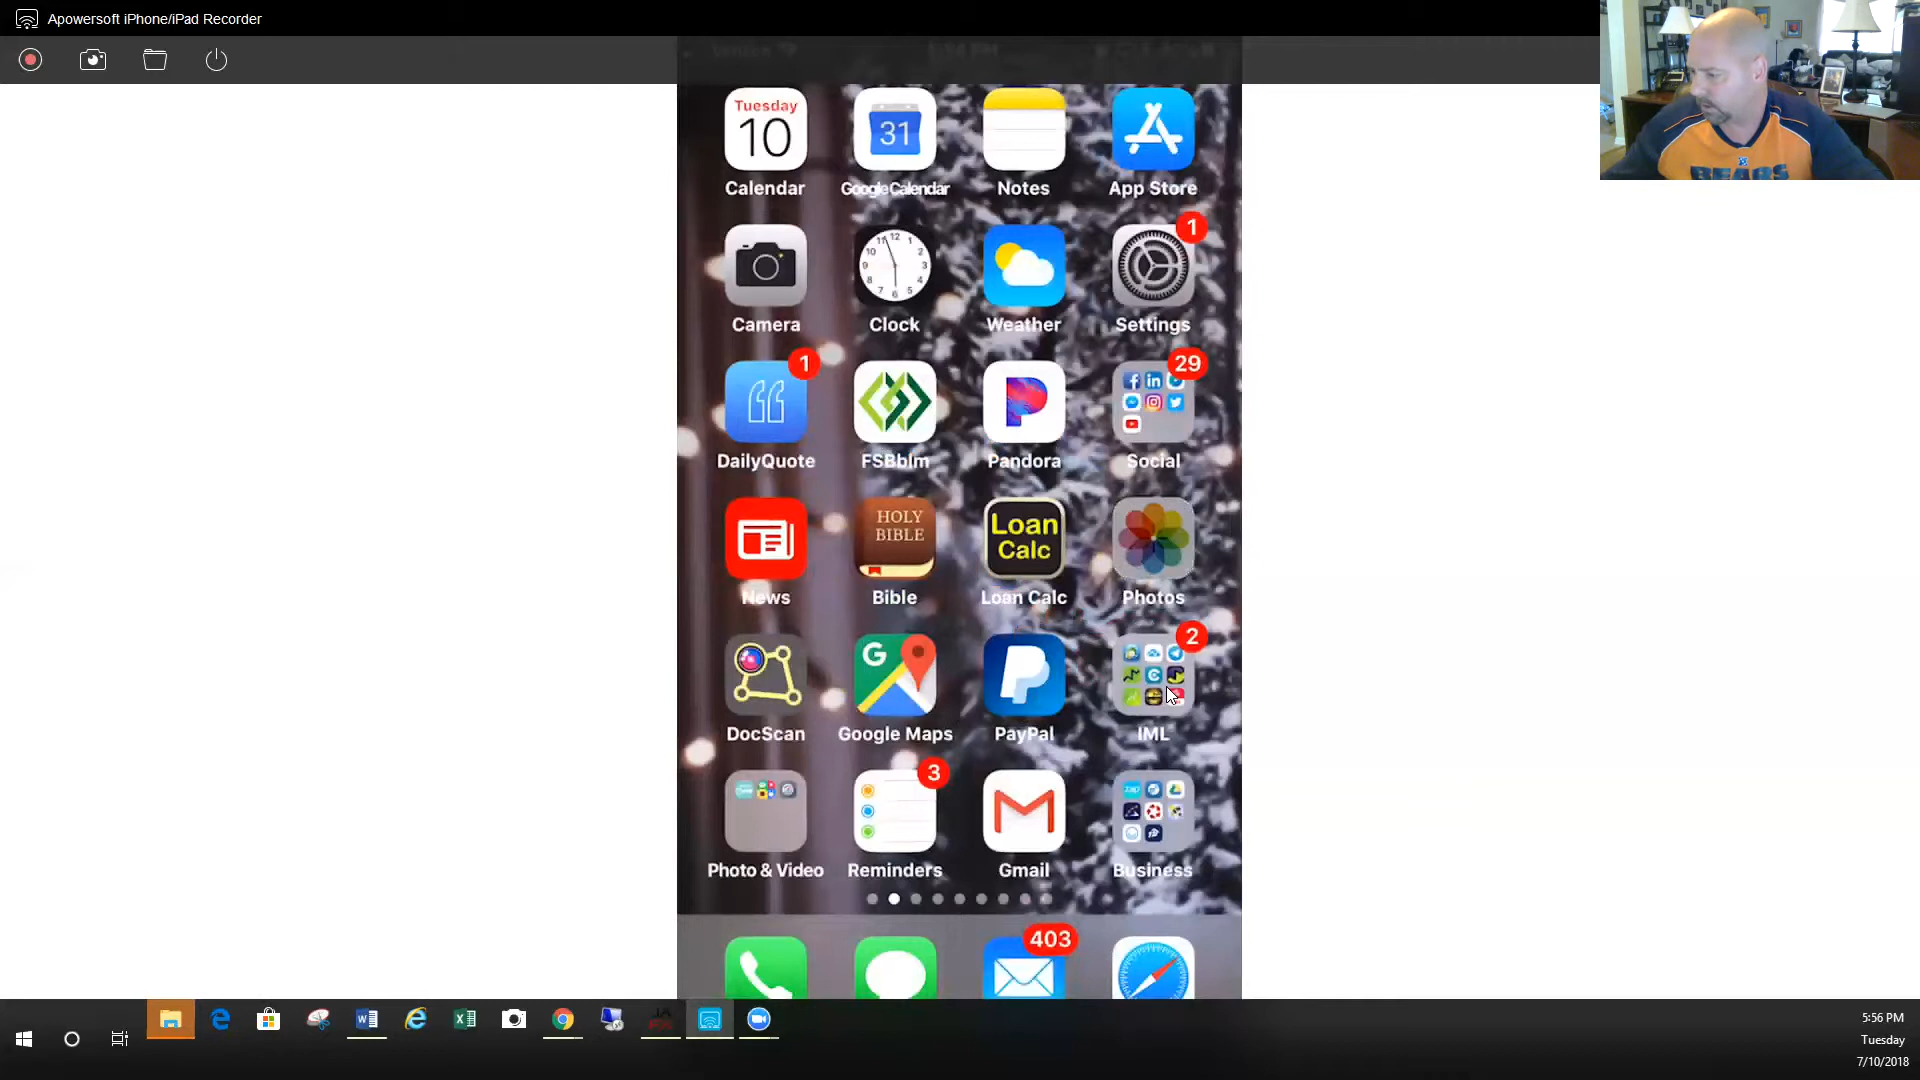 Apowersoft iPhone/iPad Recorder
Tuesday
10
31
Calendar
Google Calendar
Notes
App Store
1
Camera
Clock
Weather
Settings
1
29
DailyQuote
FSBblm
Pandora
Social
HOLY
BIBLE
Loan
Calc
News
Bible
Loan Calc
Photos
2
G
DocScan
Google Maps
PayPal
IML
3
Photo & Video
Reminders
Gmail
Business
403
BEARS
5:56 PM
Tuesday
7/10/2018